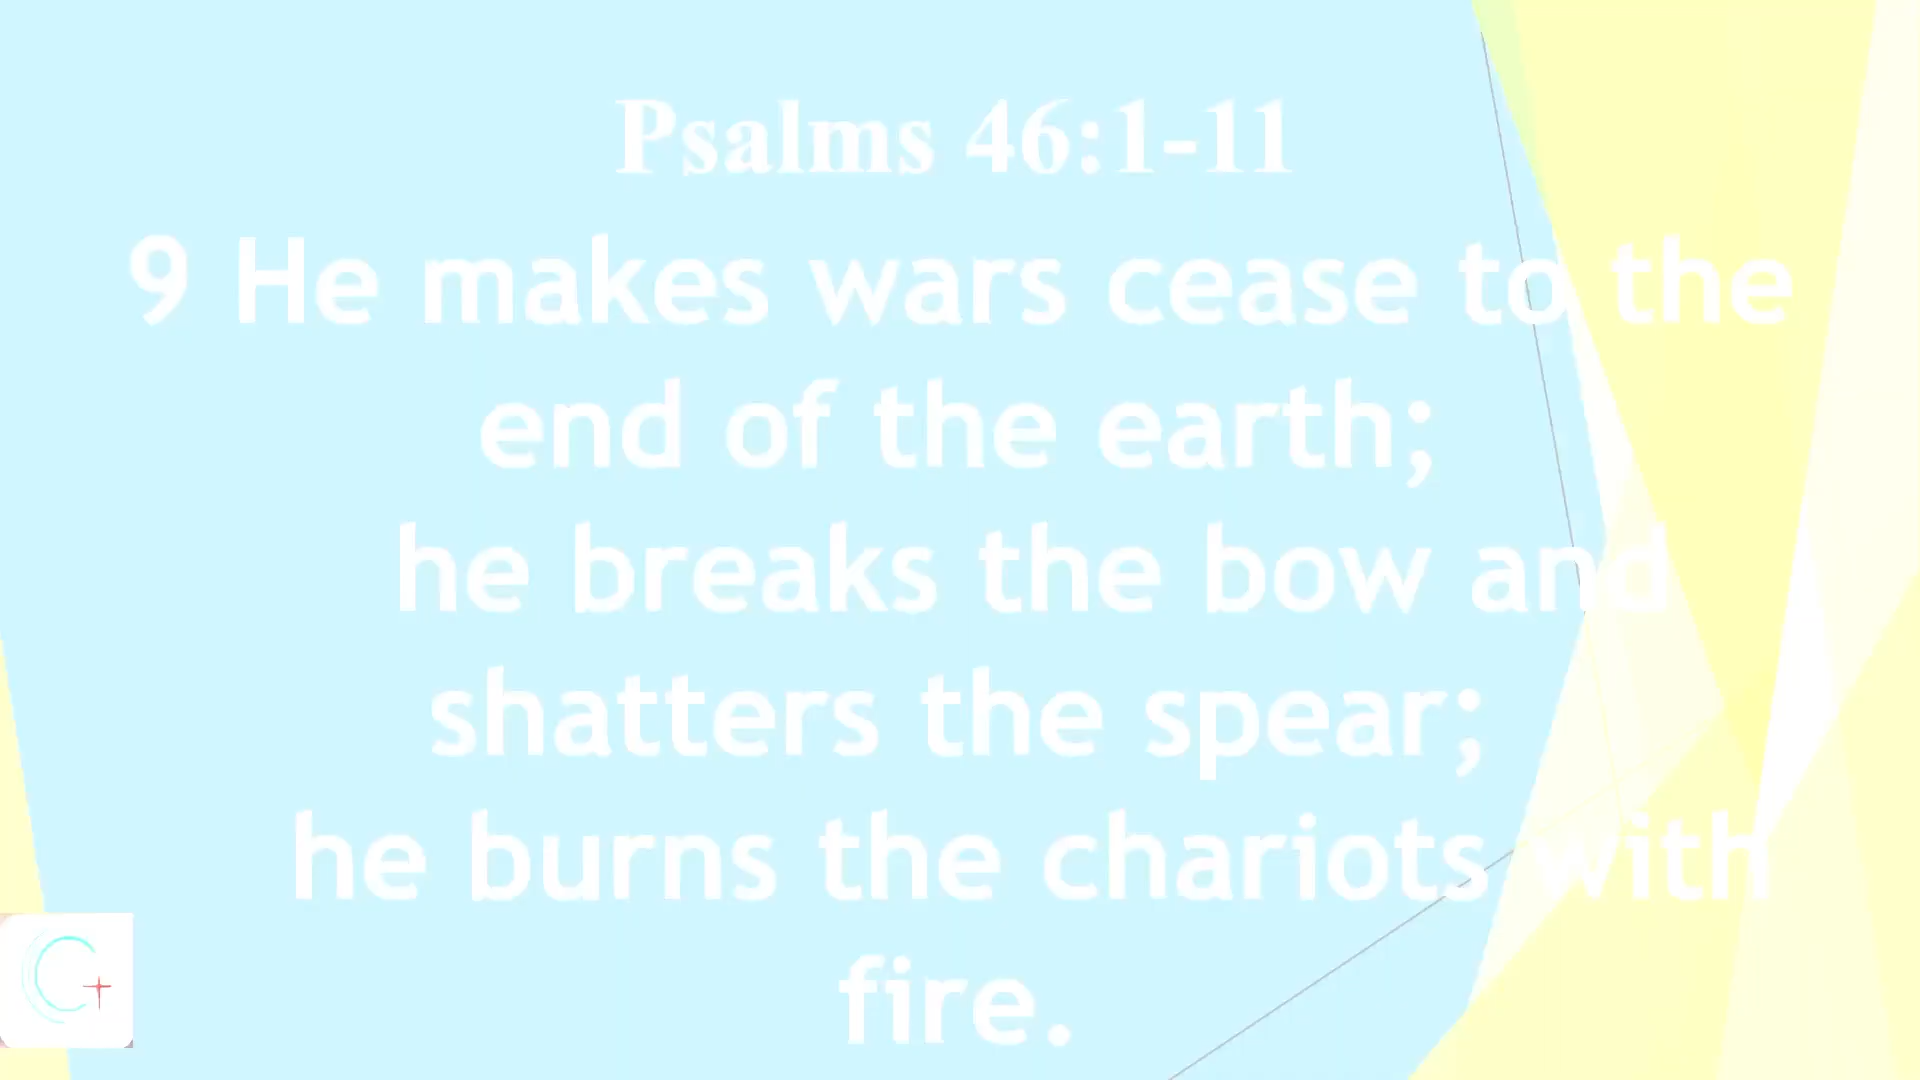 Psalms 46:1-11
9 He makes wars cease to the
end of the earth;
he breaks the bow and
shatters the spear;
he burns the chariots with
fire.